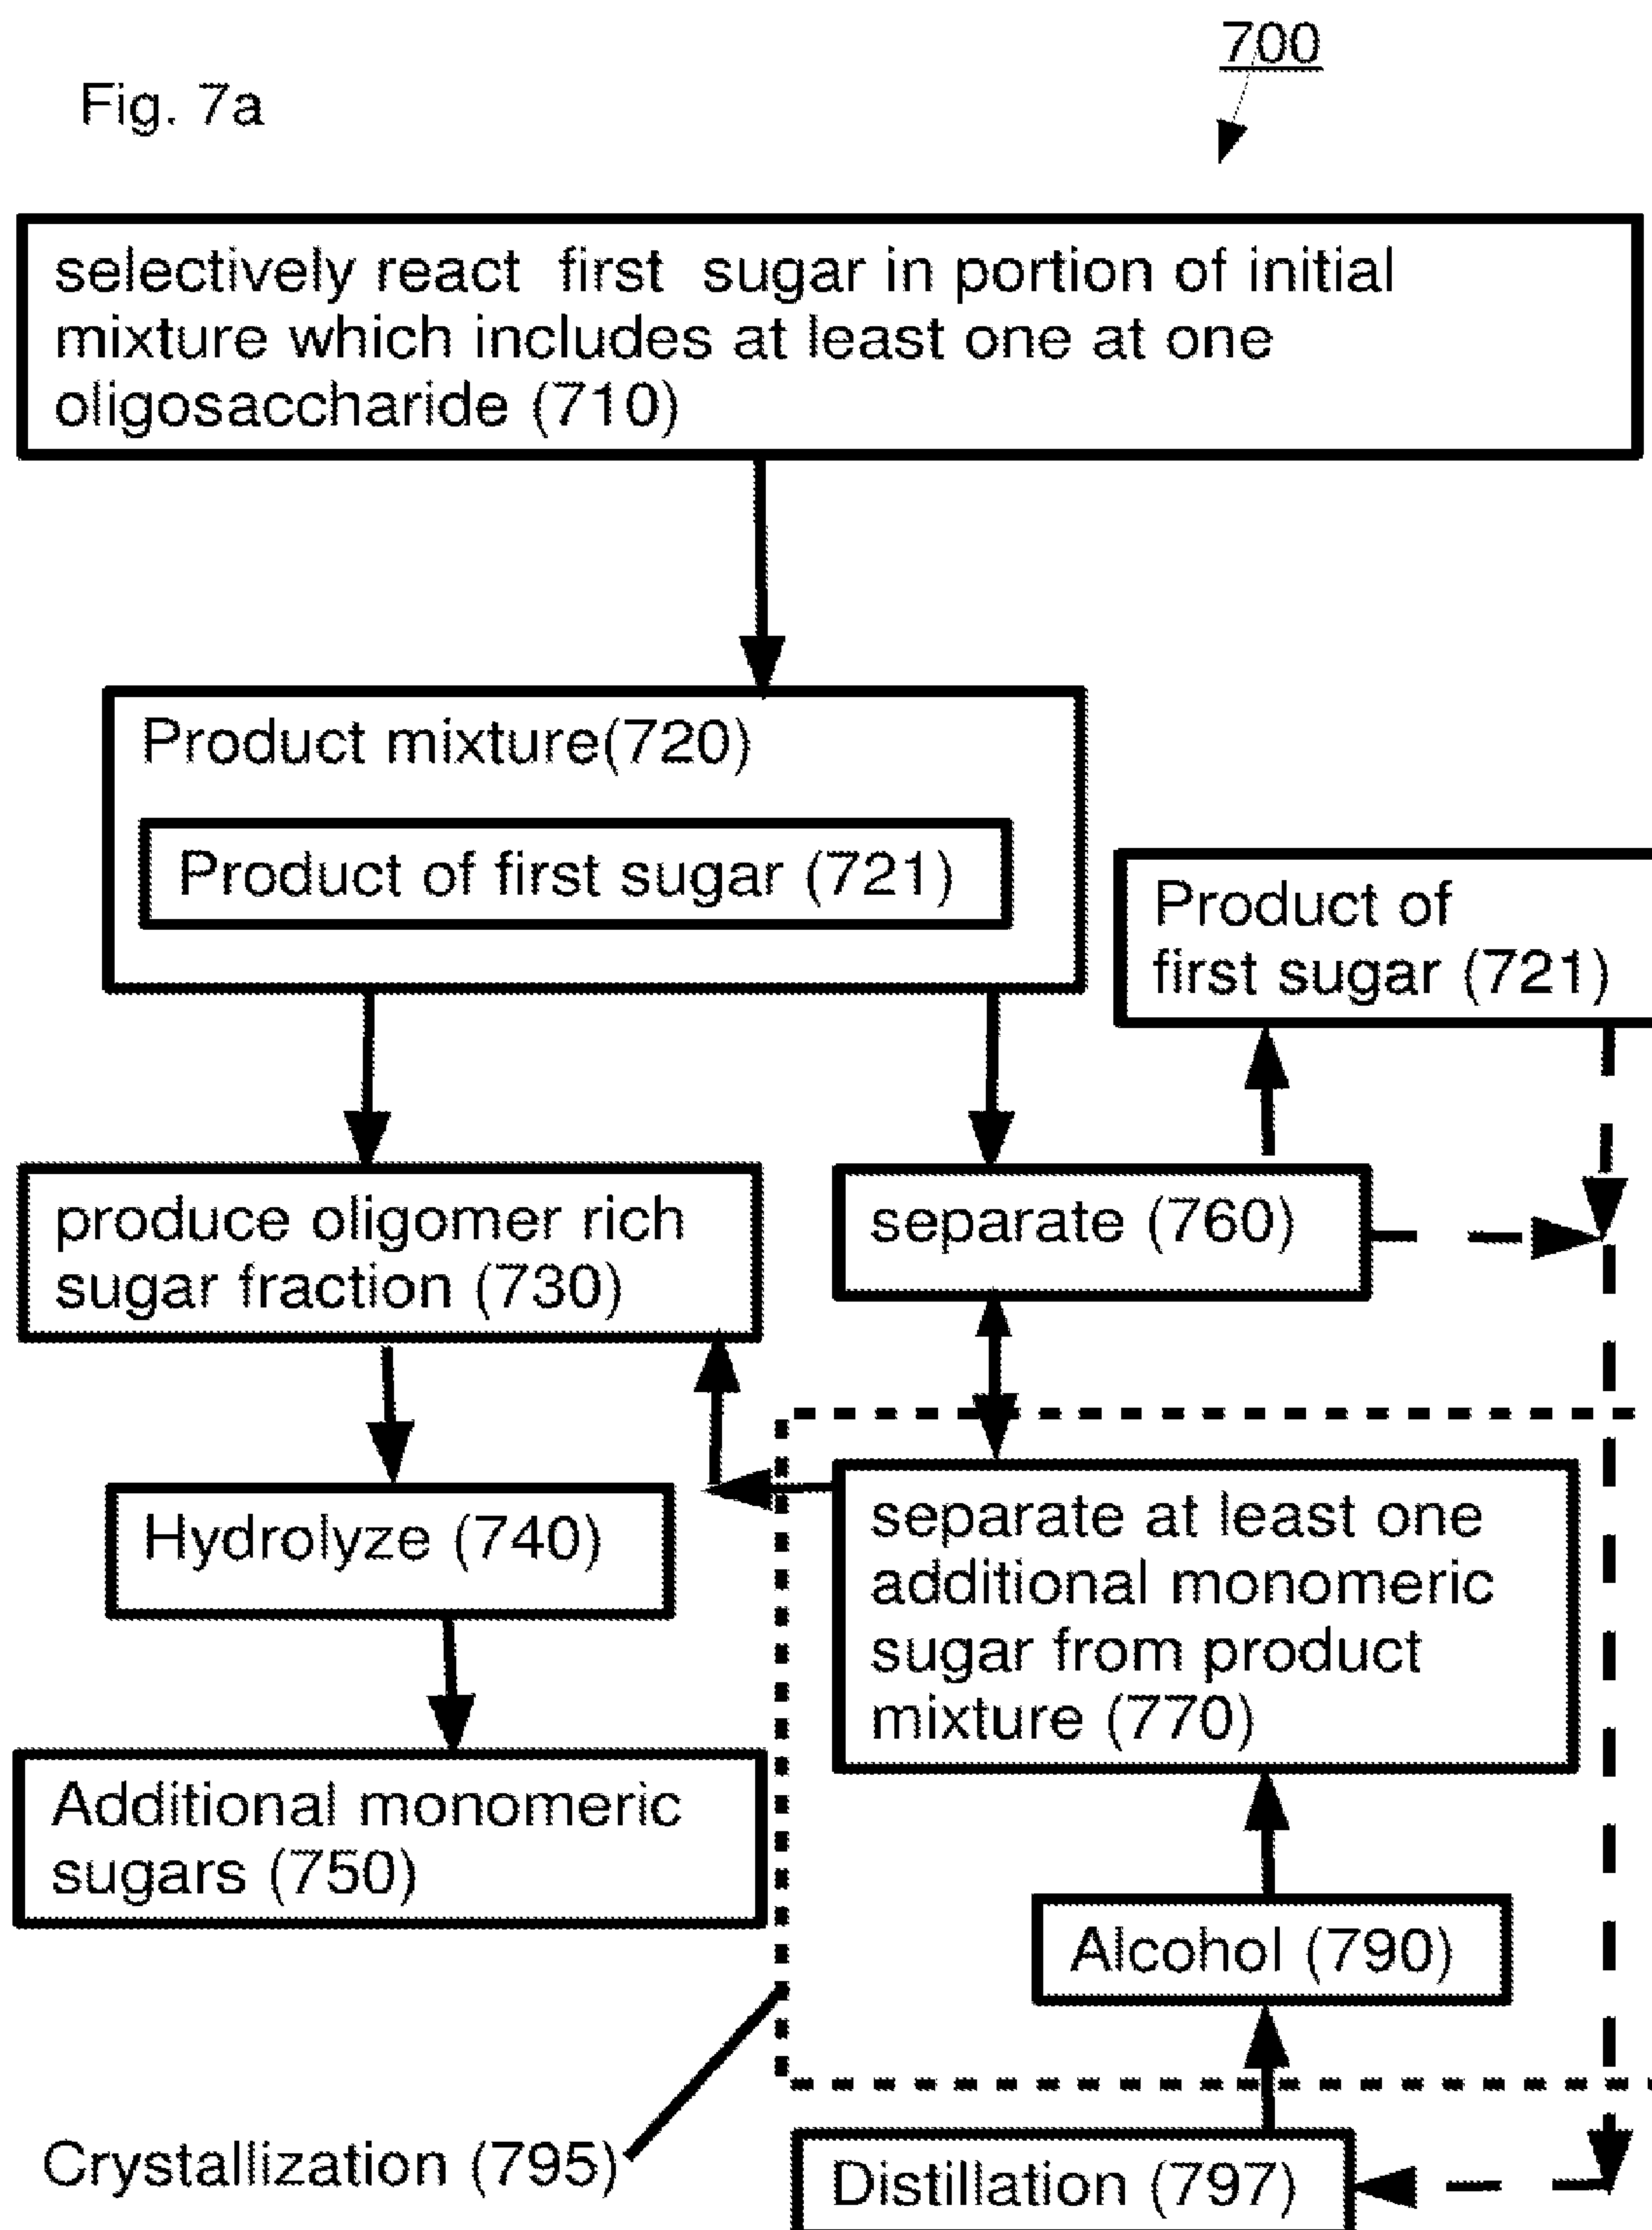 700
Fig. 7a
selectively react first sugar in portion of initial
mixture which includes at least one at one
oligosaccharide (710)
Product mixture(720)
Product of first sugar (721)
Product of
first sugar (721)
produce oligomer rich
sugar fraction (730)
separate (760)
Hydrolyze (740)
separate at least one
additional monomeric
sugar from product
mixture (770)
Additional monomeric
sugars (750)
Alcohol (790)
Crystallization (795)
Distillation (797)